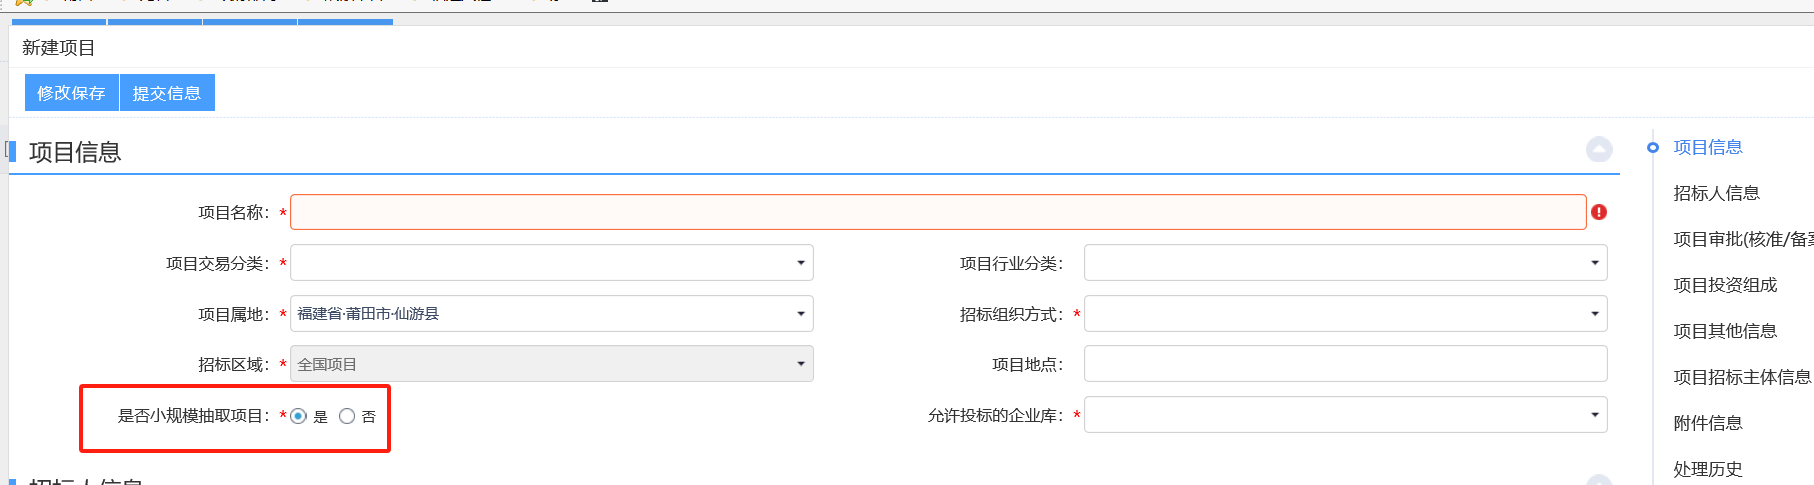 新建项目
修改保存 提交信息
项目信息
项目名称：*
项目交易分类：* 项目行业分类：
项目属地：* 福建省·莆田市·仙游县 招标组织方式：*
招标区域：* 全国项目 项目地点：
是否小规模抽取项目：* 是 否 允许投标的企业库：*
项目信息
招标人信息
项目审批(核准/备案
项目投资组成
项目其他信息
项目招标主体信息
附件信息
处理历史
招标人信息